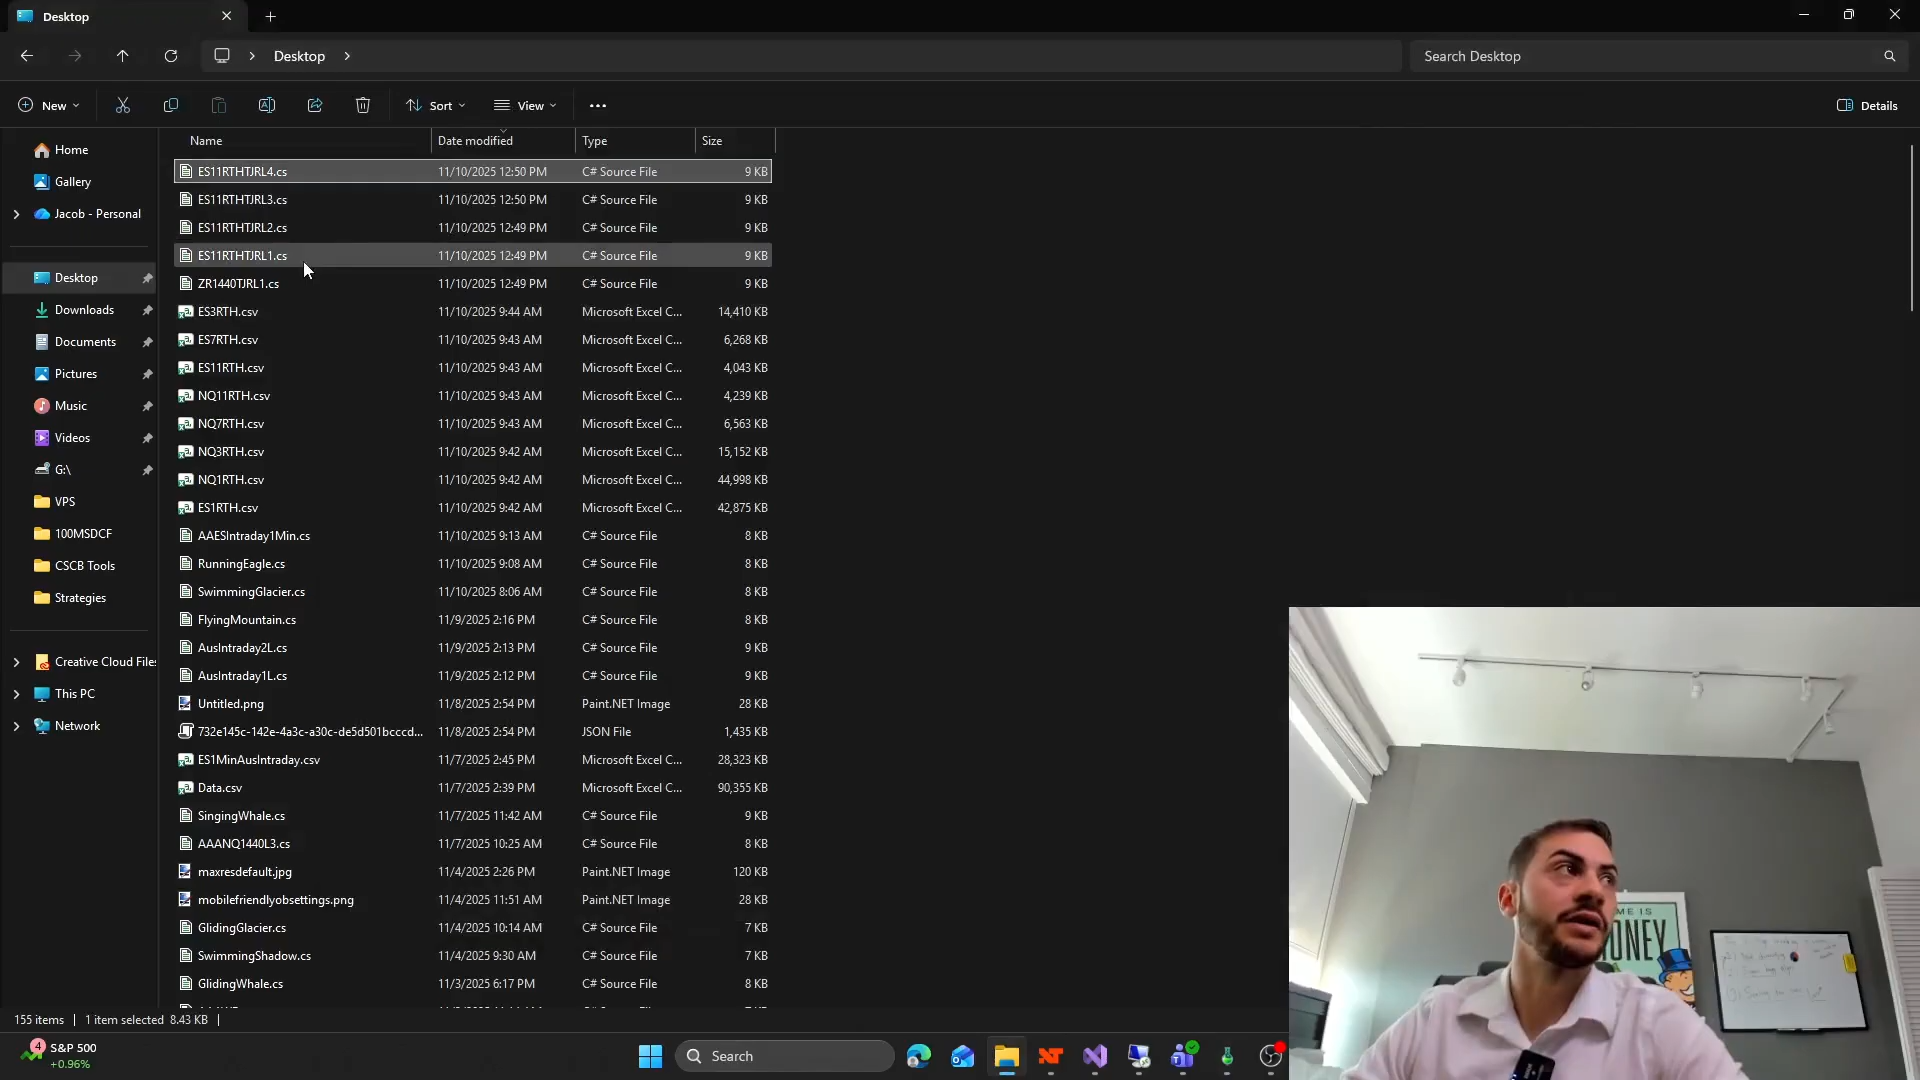 Desktop
Desktop
Search Desktop
New
Sort
View
Details
Name Date modified Type Size
Home
Gallery
Jacob - Personal
Desktop
Downloads
Documents
Pictures
Music
Videos
G:\
VPS
100MSDCF
CSCB Tools
Strategies
Creative Cloud Files
This PC
Network
ES11RTHTJRL4.cs 11/10/2025 12:50 PM C# Source File 9 KB
ES11RTHTJRL3.cs 11/10/2025 12:50 PM C# Source File 9 KB
ES11RTHTJRL2.cs 11/10/2025 12:49 PM C# Source File 9 KB
ES11RTHTJRL1.cs 11/10/2025 12:49 PM C# Source File 9 KB
ZR1440TJRL1.cs 11/10/2025 12:49 PM C# Source File 9 KB
ES3RTH.csv 11/10/2025 9:44 AM Microsoft Excel C... 14,410 KB
ES7RTH.csv 11/10/2025 9:43 AM Microsoft Excel C... 6,268 KB
ES11RTH.csv 11/10/2025 9:43 AM Microsoft Excel C... 4,043 KB
NQ11RTH.csv 11/10/2025 9:43 AM Microsoft Excel C... 4,239 KB
NQ7RTH.csv 11/10/2025 9:43 AM Microsoft Excel C... 6,563 KB
NQ3RTH.csv 11/10/2025 9:42 AM Microsoft Excel C... 15,152 KB
NQ1RTH.csv 11/10/2025 9:42 AM Microsoft Excel C... 44,998 KB
ES1RTH.csv 11/10/2025 9:42 AM Microsoft Excel C... 42,875 KB
AAESIntraday1Min.cs 11/10/2025 9:13 AM C# Source File 8 KB
RunningEagle.cs 11/10/2025 9:08 AM C# Source File 8 KB
SwimmingGlacier.cs 11/10/2025 8:06 AM C# Source File 8 KB
FlyingMountain.cs 11/9/2025 2:16 PM C# Source File 8 KB
AusIntraday2L.cs 11/9/2025 2:13 PM C# Source File 9 KB
AusIntraday1L.cs 11/9/2025 2:12 PM C# Source File 9 KB
Untitled.png 11/8/2025 2:54 PM Paint.NET Image 28 KB
732e145c-142e-4a3c-a30c-de5d501bcccd... 11/8/2025 2:54 PM JSON File 1,435 KB
ES1MinAusIntraday.csv 11/7/2025 2:45 PM Microsoft Excel C... 28,323 KB
Data.csv 11/7/2025 2:39 PM Microsoft Excel C... 90,355 KB
SingingWhale.cs 11/7/2025 11:42 AM C# Source File 9 KB
AAANQ1440L3.cs 11/7/2025 10:25 AM C# Source File 8 KB
maxresdefault.jpg 11/4/2025 2:26 PM Paint.NET Image 120 KB
mobilefriendlyobsettings.png 11/4/2025 11:51 AM Paint.NET Image 28 KB
GlidingGlacier.cs 11/4/2025 10:14 AM C# Source File 7 KB
SwimmingShadow.cs 11/4/2025 9:30 AM C# Source File 7 KB
GlidingWhale.cs 11/3/2025 6:17 PM C# Source File 8 KB
155 items 1 item selected 8.43 KB
4
S&P 500
+0.96%
Search
ME IS
ONEY